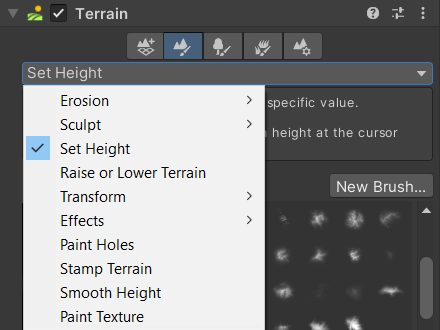 Terrain
Set Height
Erosion
specific value.
Sculpt
height at the cursor
Set Height
Raise or Lower Terrain
Transform
New Brush...
Effects
Paint Holes
Stamp Terrain
Smooth Height
Paint Texture